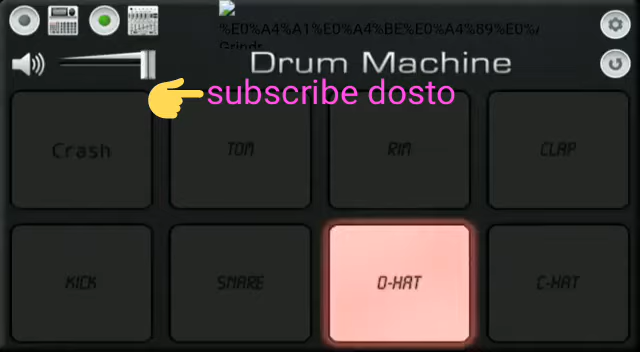 %E0%A4%A1%E0%A4%BE%E0%A4%89%E0%A
Drum Machine
subscribe dosto
Crash
TOM
RIM
CLAP
KICK
SNARE
O-HAT
C-HAT